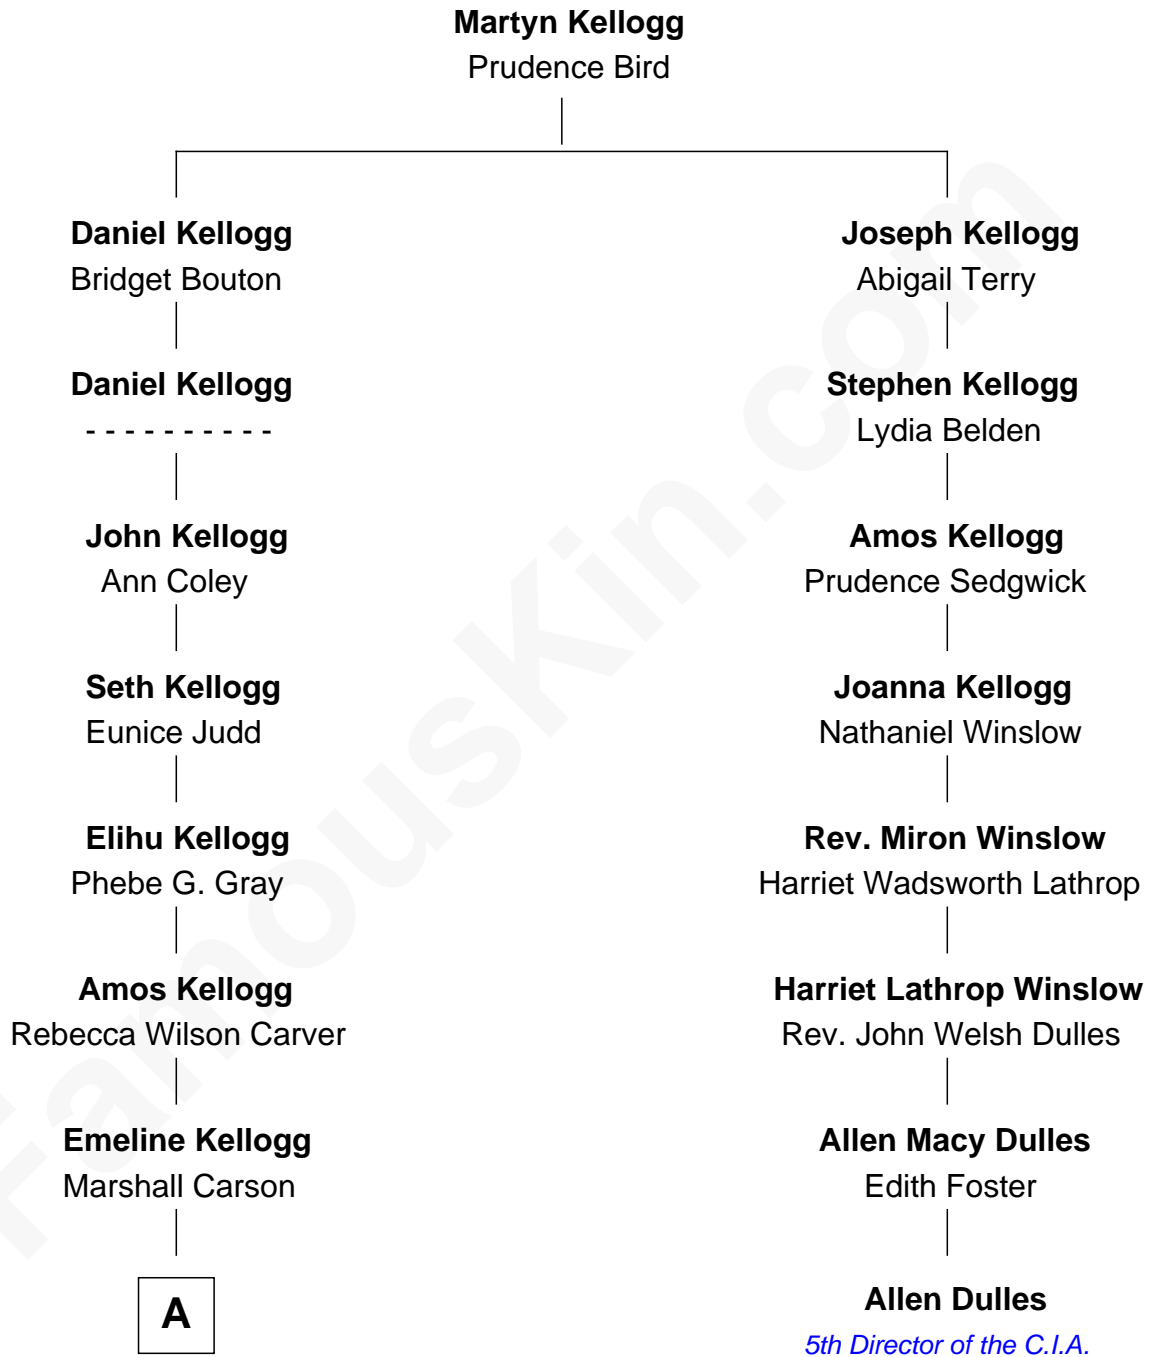 Martyn Kellogg
Prudence Bird
Daniel Kellogg
Bridget Bouton
Joseph Kellogg
Abigail Terry
Daniel Kellogg
- - - - - - - - - -
Stephen Kellogg
Lydia Belden
John Kellogg
Ann Coley
Amos Kellogg
Prudence Sedgwick
Seth Kellogg
Eunice Judd
Joanna Kellogg
Nathaniel Winslow
Elihu Kellogg
Phebe G. Gray
Rev. Miron Winslow
Harriet Wadsworth Lathrop
Amos Kellogg
Rebecca Wilson Carver
Harriet Lathrop Winslow
Rev. John Welsh Dulles
Emeline Kellogg
Marshall Carson
Allen Macy Dulles
Edith Foster
A
Allen Dulles
5th Director of the C.I.A.
FamousKin.com